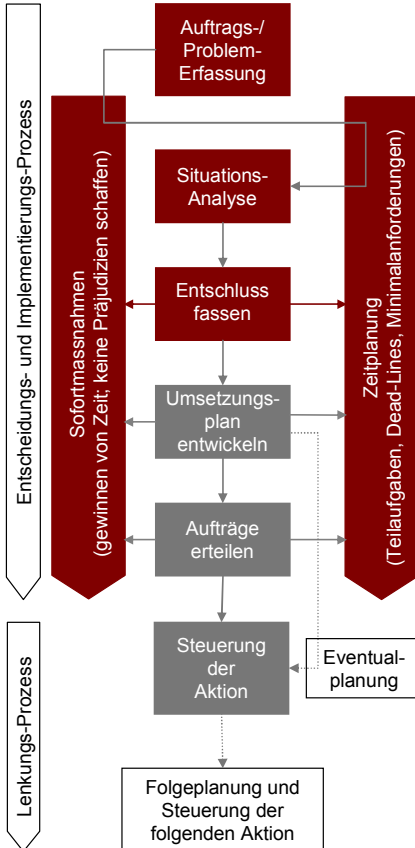 Entscheidungs- und Implementierungs-Prozess
Auftrags-/
Problem-
Erfassung
Sofortmassnahmen
(gewinnen von Zeit; keine Präjudizien schaffen)
Zeitplanung
(Teilaufgaben, Dead-Lines, Minimalanforderungen)
Situations-
Analyse
Entschluss
fassen
Umsetzungs-
plan
entwickeln
Aufträge
erteilen
Lenkungs-Prozess
Steuerung
der
Aktion
Eventual-
planung
Folgeplanung und
Steuerung der
folgenden Aktion